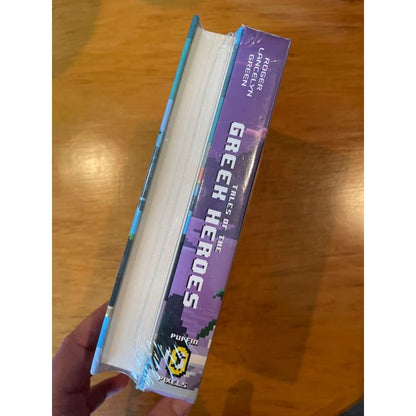 ROGER
LANCELYN
GREEN
TALES OF THE
GREEK HEROES
PUFFIN
PIXELS